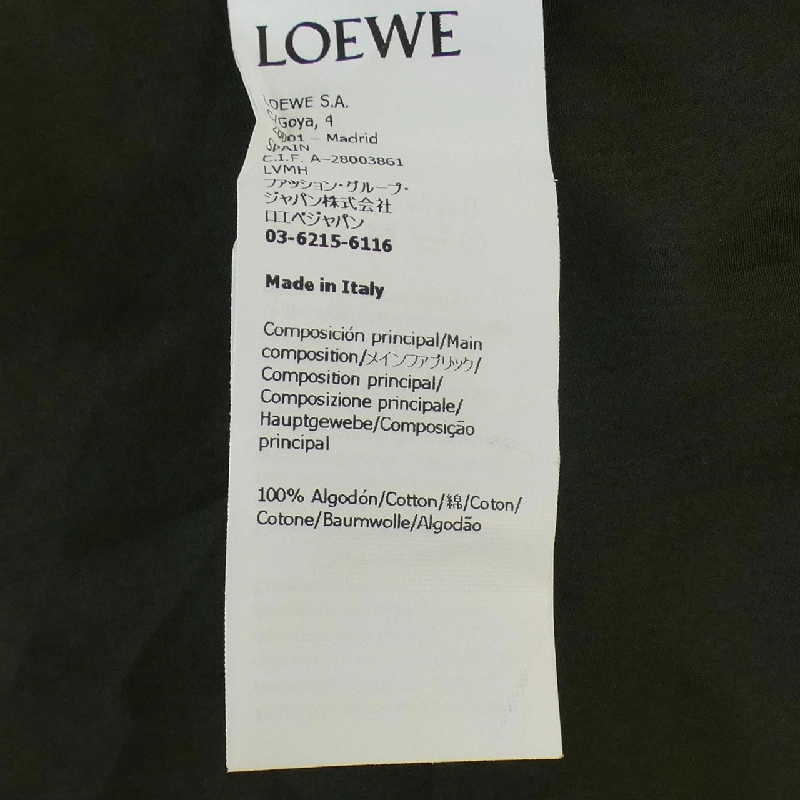 LOEWE
LOEWE S.A.
Goya, 4
001 – Madrid
SPAIN
C.I.F. A-28003861
LVMH
ファッション・グループ・
ジャパン株式会社
ロエベジャパン
03-6215-6116
Made in Italy
Composición principal/Main
composition/メインファブリック/
Composition principal/
Composizione principale/
Hauptgewebe/Composição
principal
100% Algodón/Cotton/綿/Coton/
Cotone/Baumwolle/Algodão